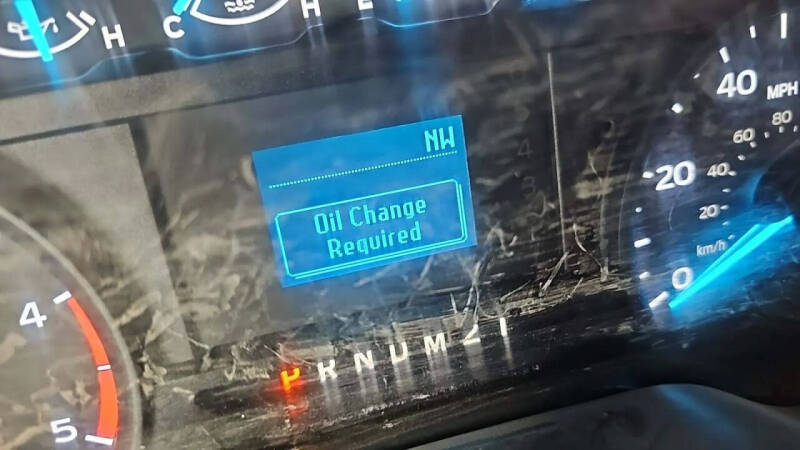 H
C
H
E
NW
Oil Change
Required
40
MPH
80
60
20
40
20
km/h
0
4
5
P R N D M 2 1